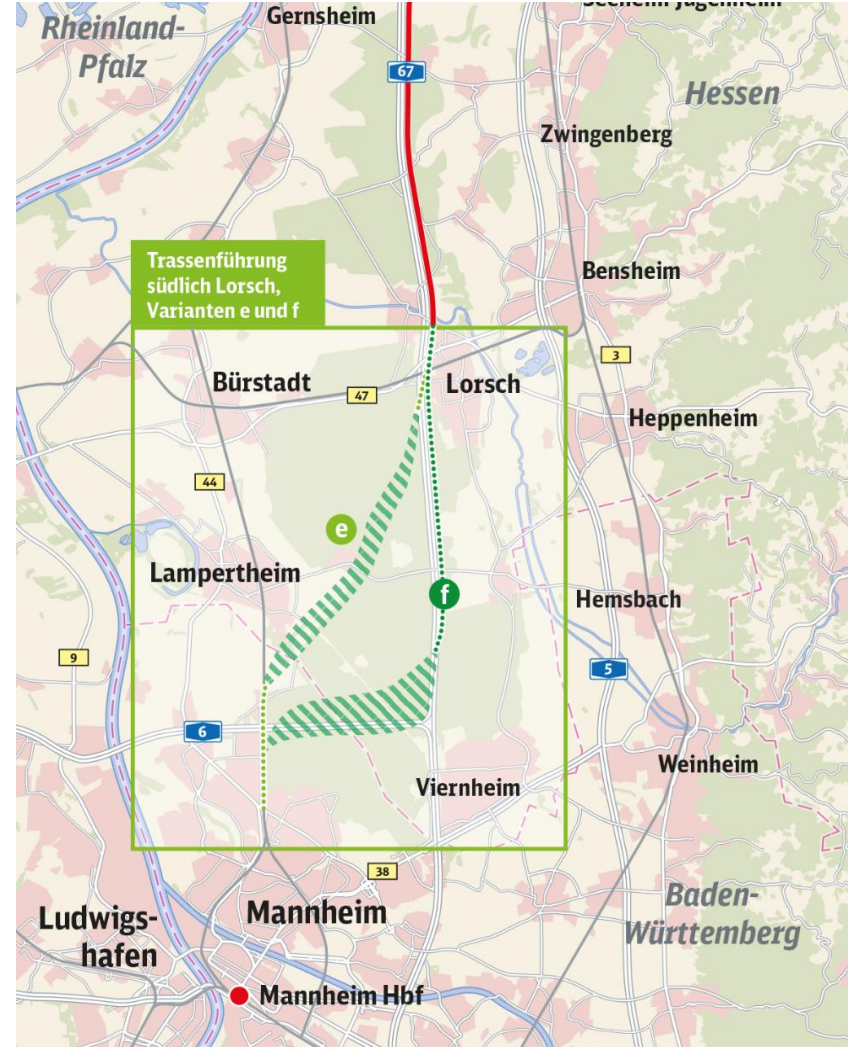 Rheinland-
Pfalz
Gernsheim
67
Hessen
Zwingenberg
Trassenführung
südlich Lorsch,
Varianten e und f
Bensheim
3
Bürstadt
47
Lorsch
Heppenheim
44
e
Lampertheim
f
Hemsbach
9
5
6
Weinheim
Viernheim
38
Baden-
Württemberg
Ludwigs-
hafen
Mannheim
Mannheim Hbf